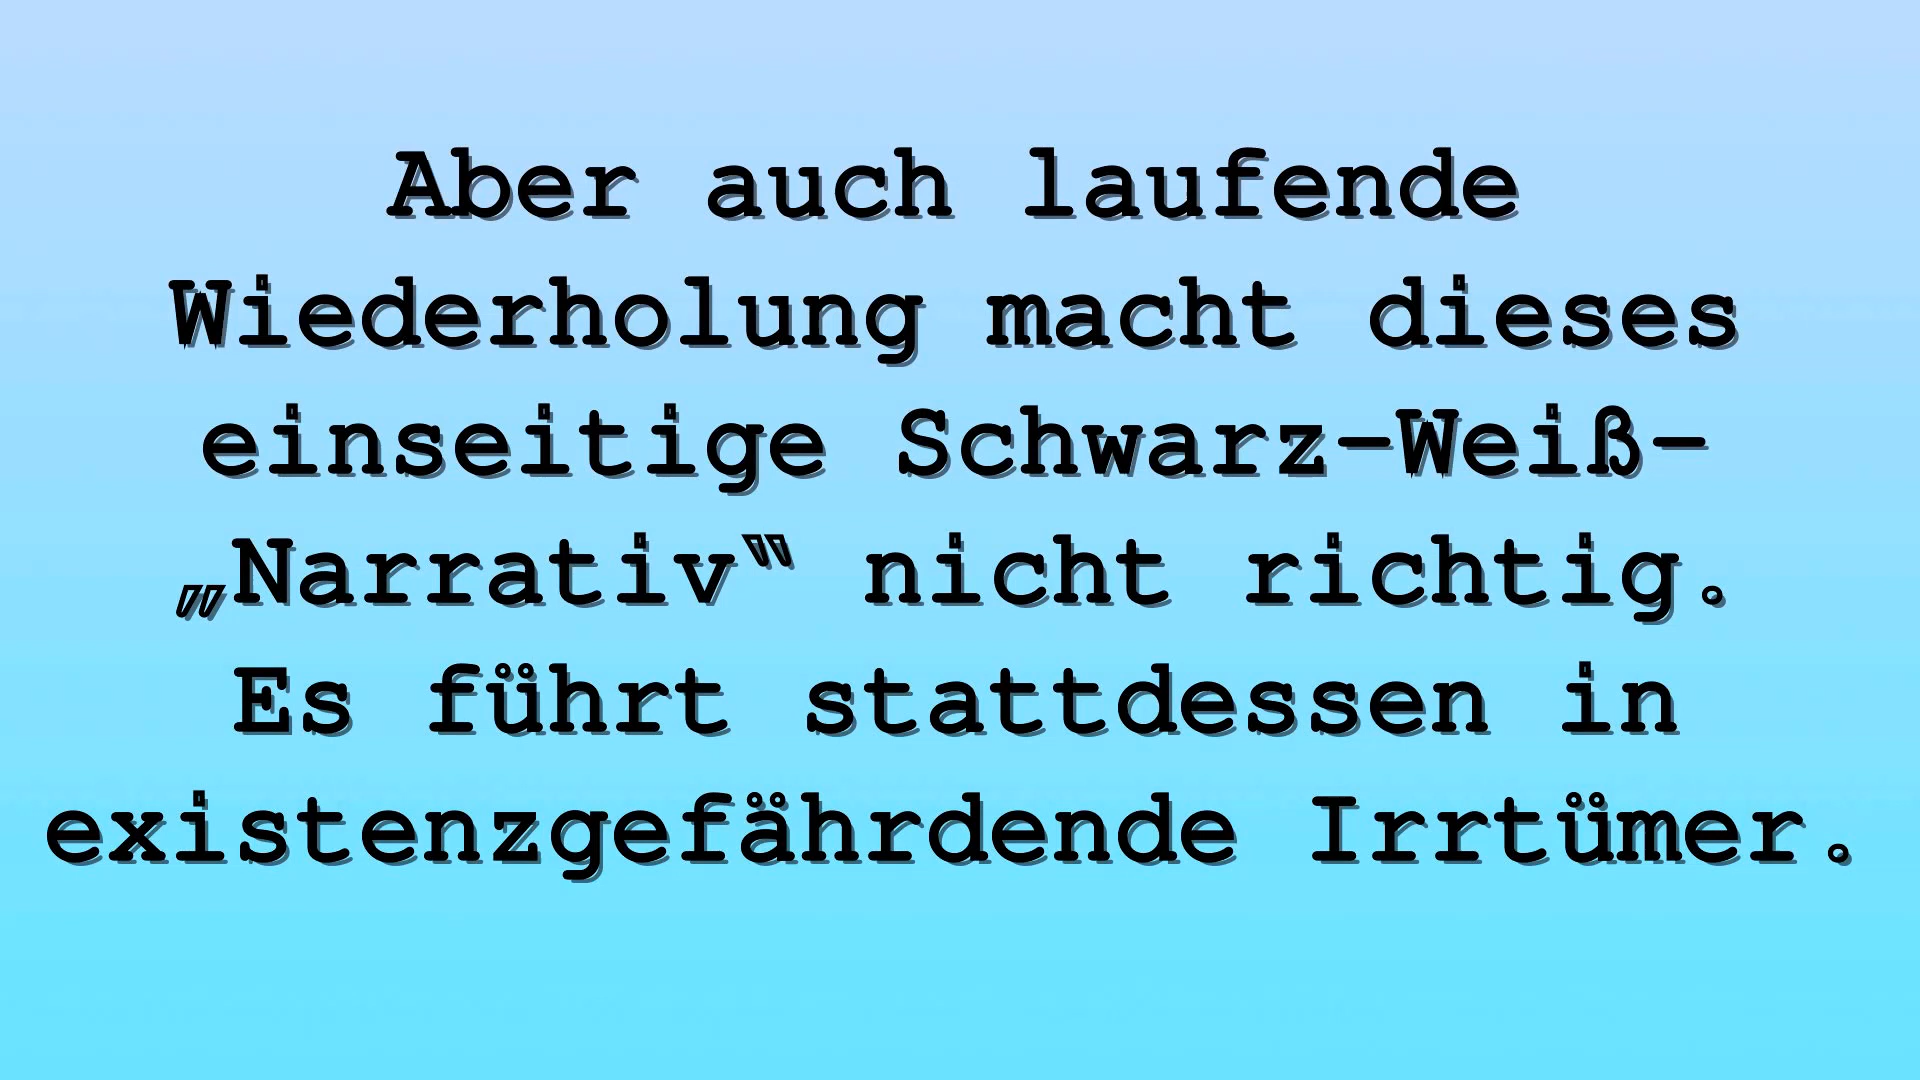 Aber auch laufende
Wiederholung macht dieses
einseitige Schwarz-Weiß-
„Narrativ‟ nicht richtig.
Es führt stattdessen in
existenzgefährdende Irrtümer.